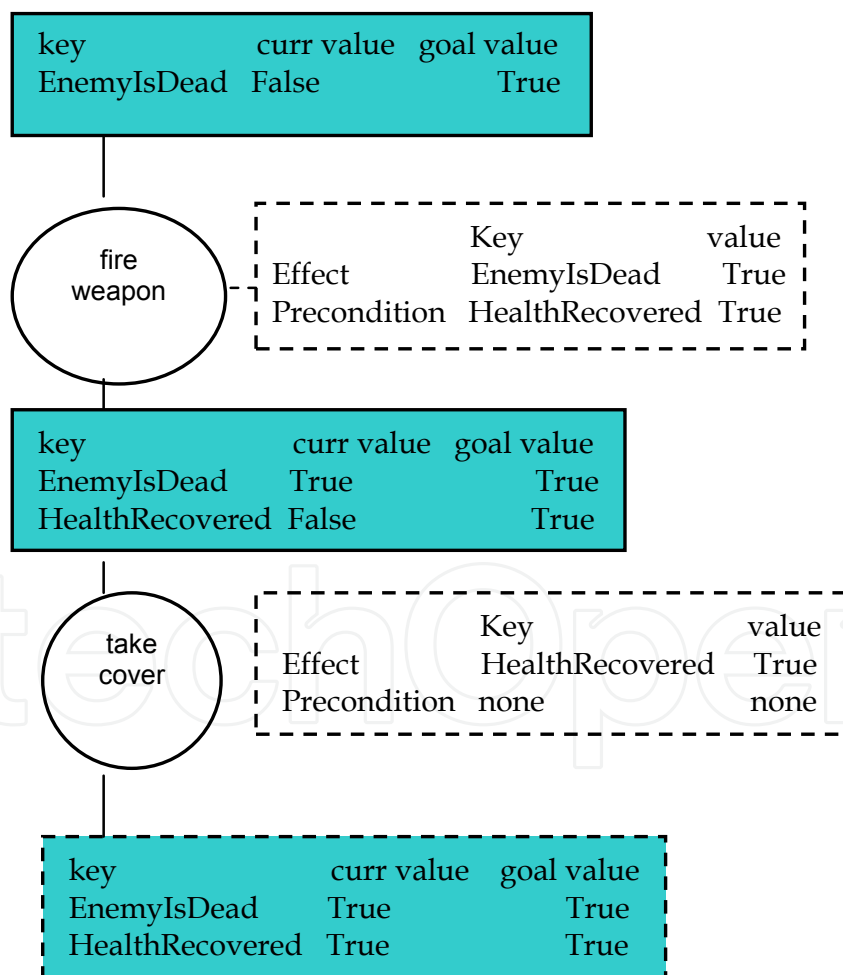 key curr value goal value
EnemyIsDead False True
fire
weapon
Key value
Effect EnemyIsDead True
Precondition HealthRecovered True
key curr value goal value
EnemyIsDead True True
HealthRecovered False True
take
cover
Key value
Effect HealthRecovered True
Precondition none none
key curr value goal value
EnemyIsDead True True
HealthRecovered True True